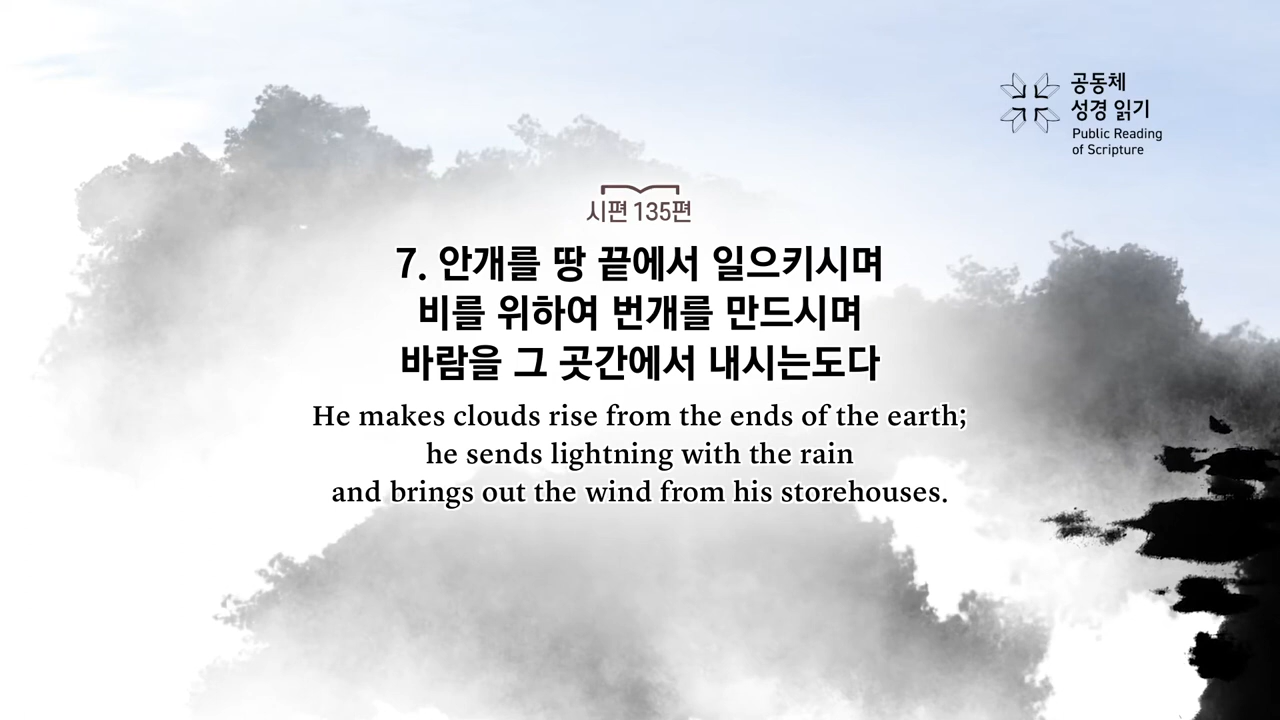 공동체
성경 읽기
Public Reading
of Scripture
시편 135편
7. 안개를 땅 끝에서 일으키시며
비를 위하여 번개를 만드시며
바람을 그 곳간에서 내시는도다
He makes clouds rise from the ends of the earth;
he sends lightning with the rain
and brings out the wind from his storehouses.